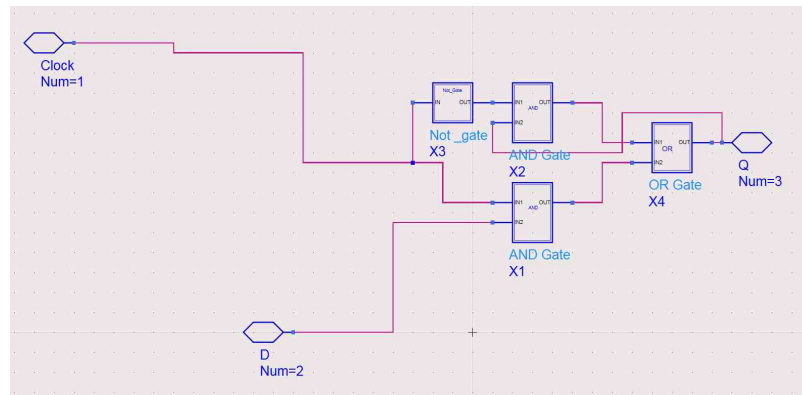 Clock
Num=1
Not_Gate
IN OUT
Not _gate
X3
IN1 OUT
AND
IN2
AND Gate
X2
IN1 OUT
OR
IN2
OR Gate
X4
Q
Num=3
IN1 OUT
AND
IN2
AND Gate
X1
D
Num=2